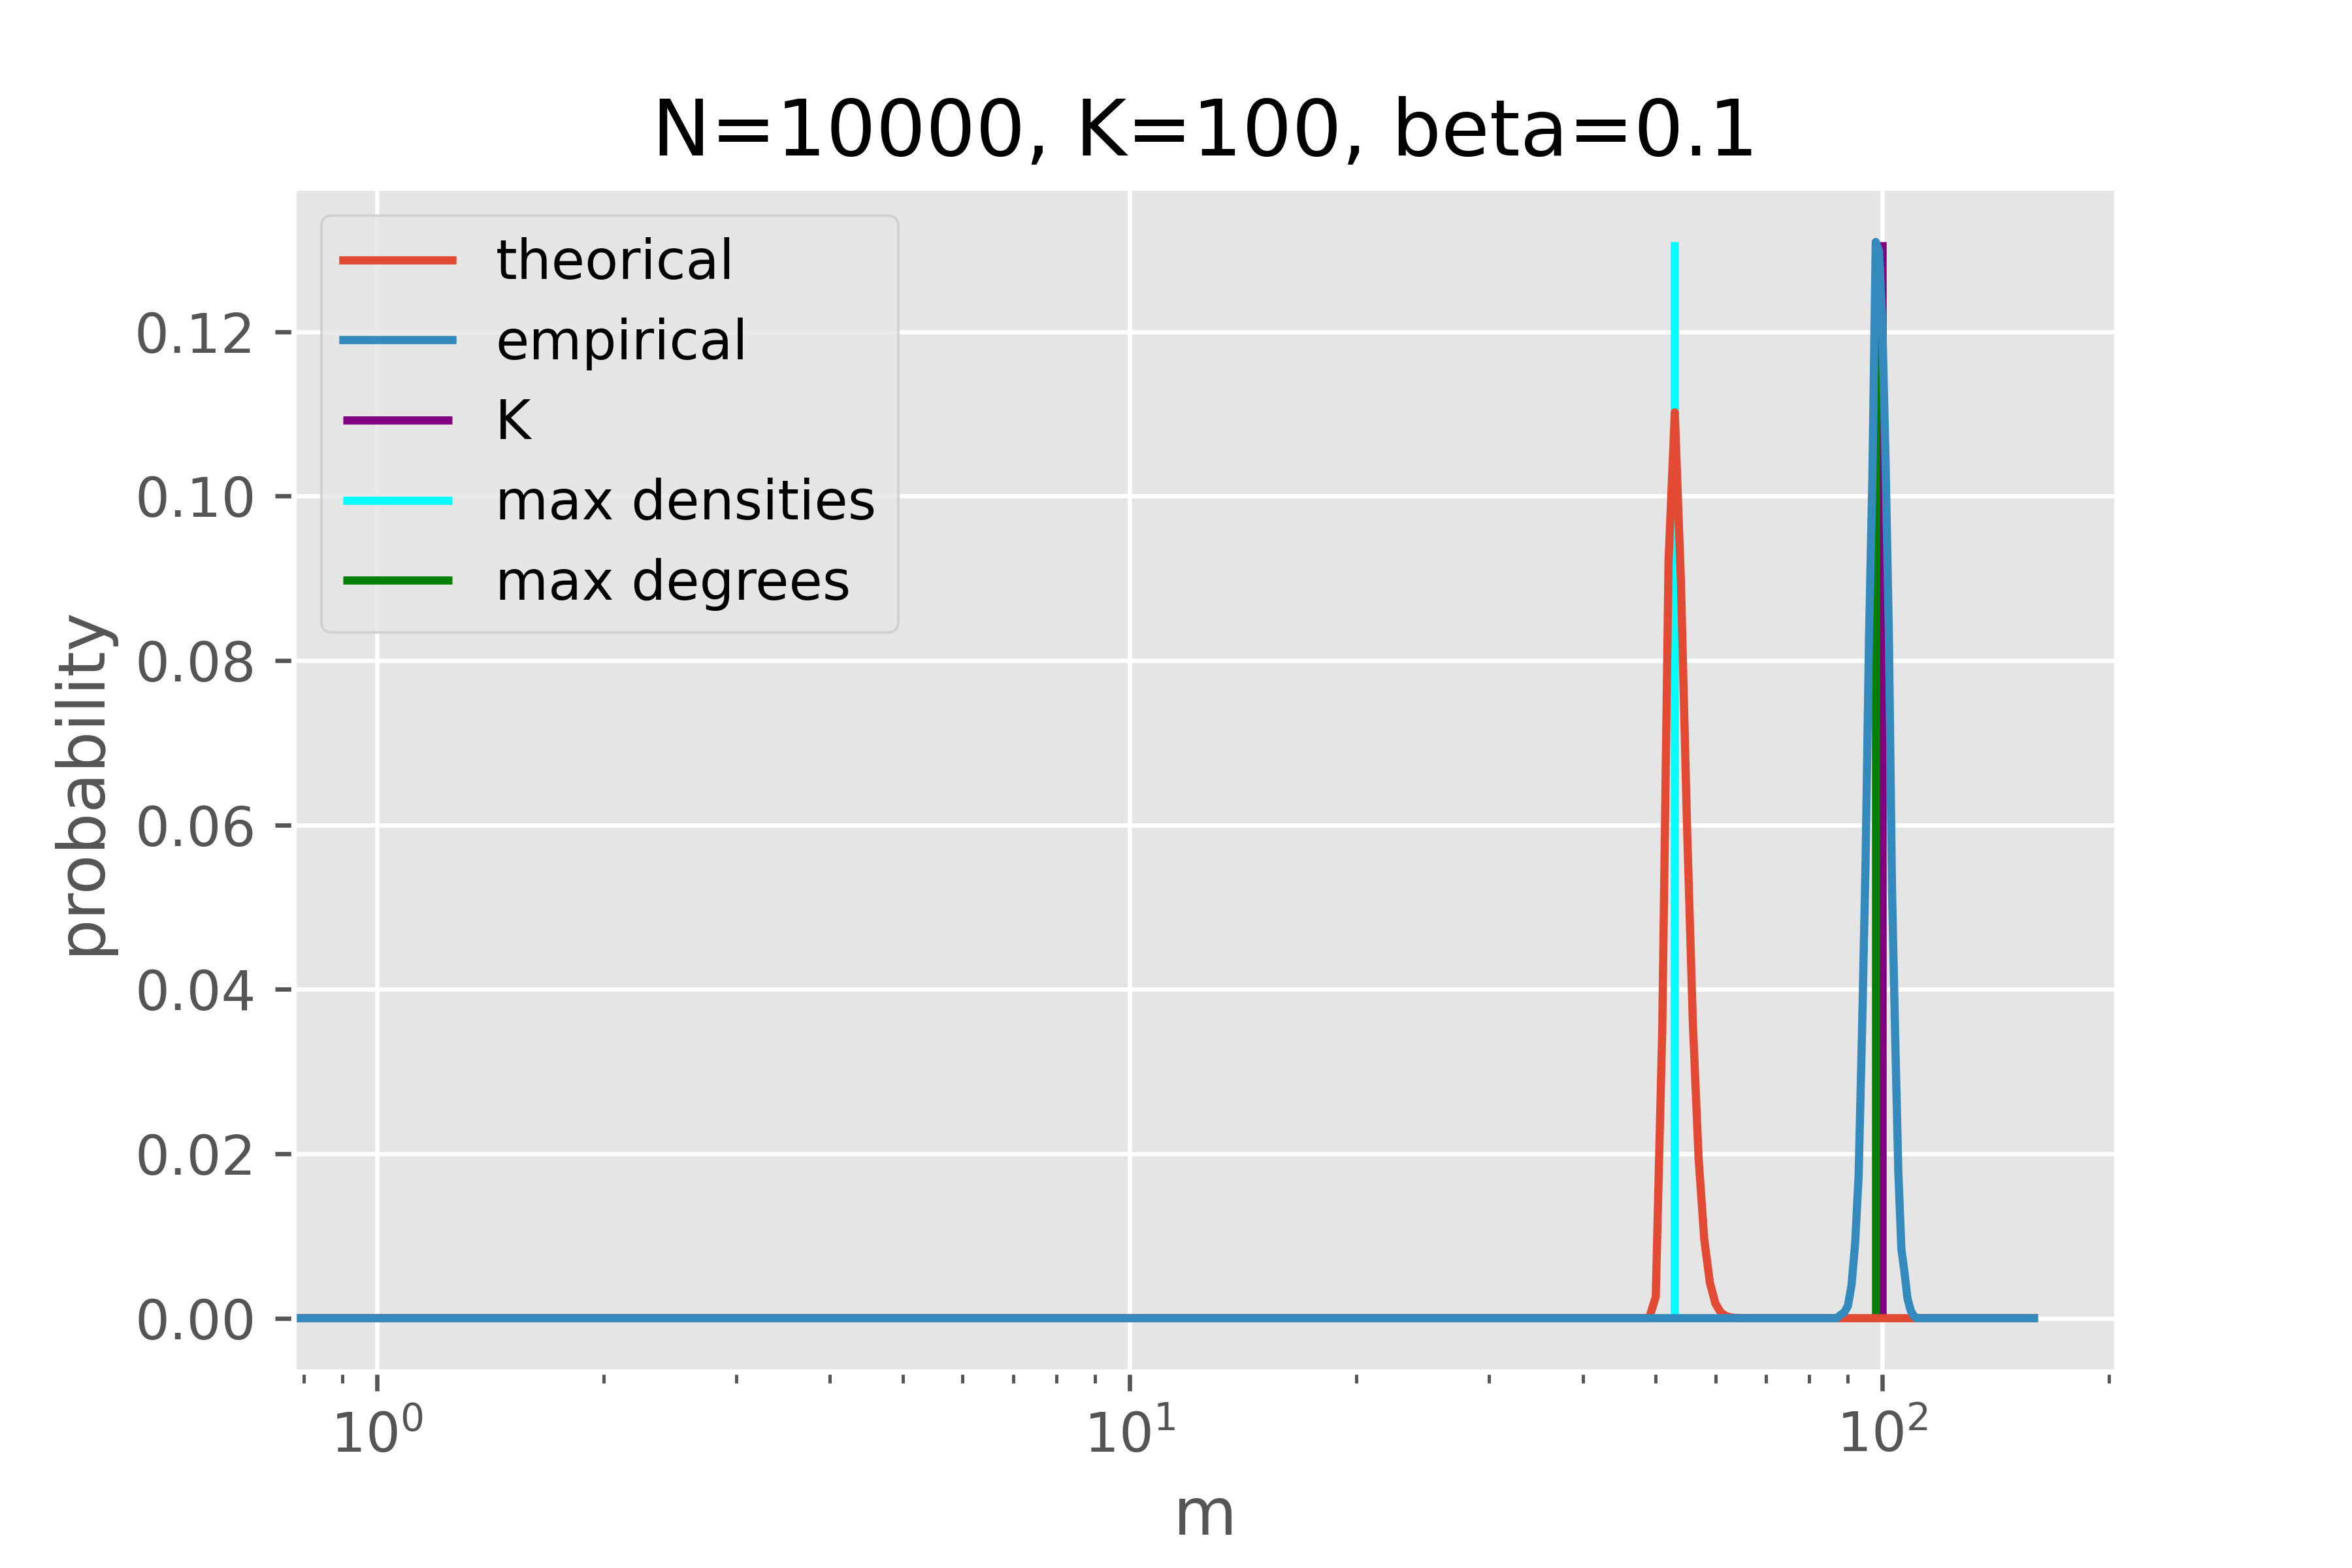 N=10000, K=100, beta=0.1
theorical
empirical
K
max densities
max degrees
probability
0.12
0.10
0.08
0.06
0.04
0.02
0.00
10⁰ 10¹ 10²
m